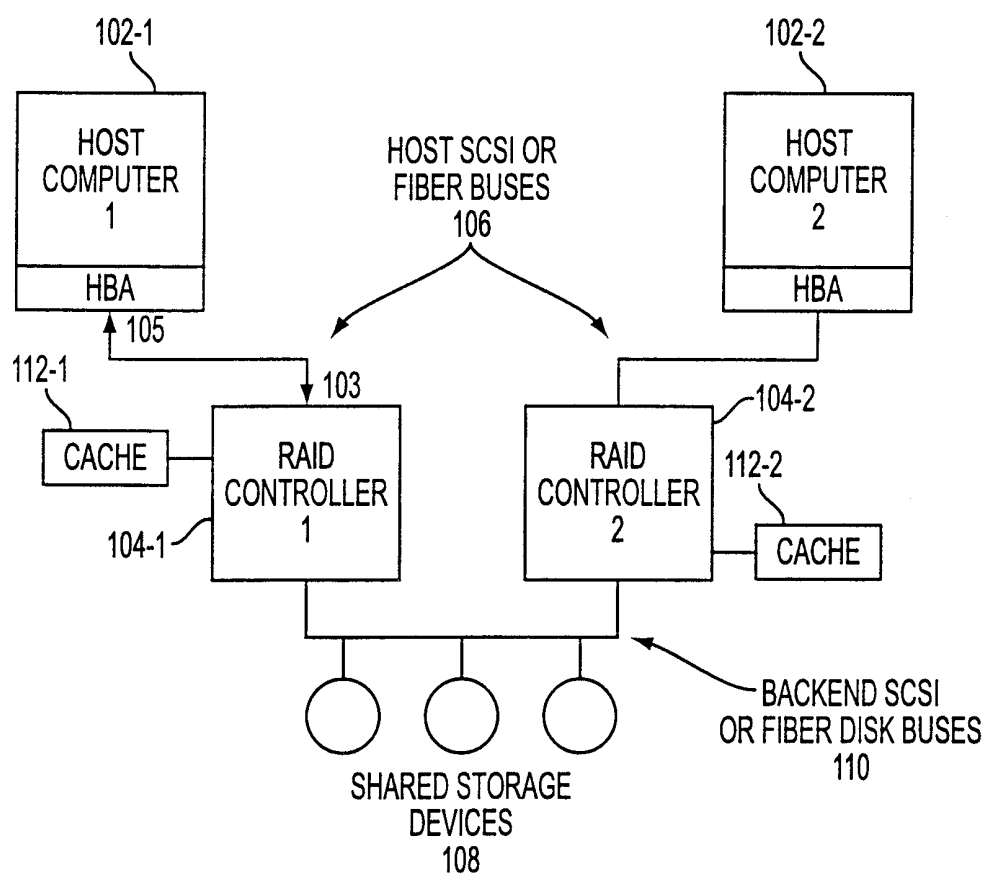 102-1
102-2
HOST
COMPUTER
1
HBA
HOST SCSI OR
FIBER BUSES
106
HOST
COMPUTER
2
HBA
105
103
112-1
CACHE
104-1
RAID
CONTROLLER
1
RAID
CONTROLLER
2
104-2
112-2
CACHE
BACKEND SCSI
OR FIBER DISK BUSES
110
SHARED STORAGE
DEVICES
108